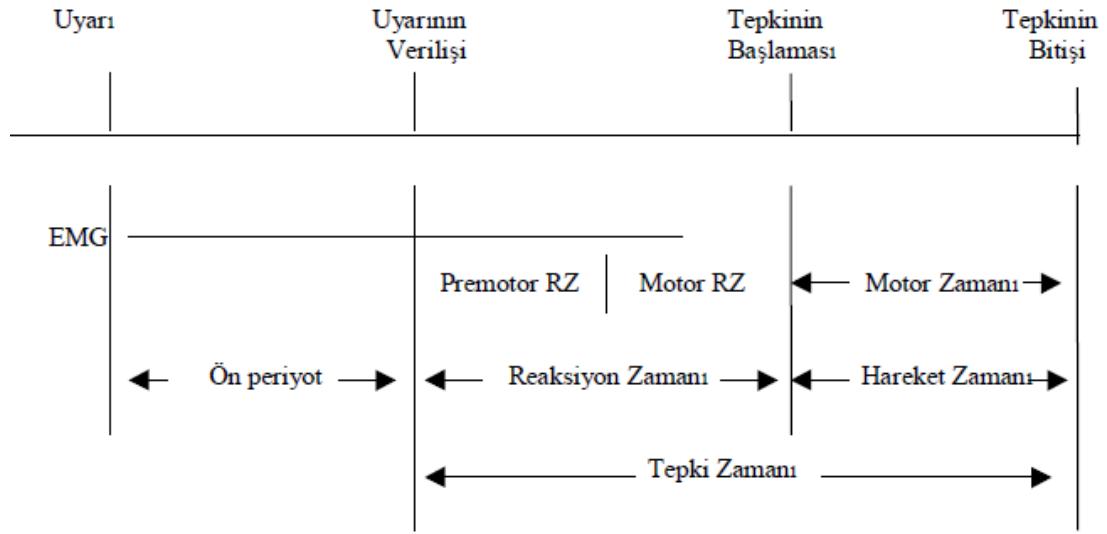 Uyarı
Uyarının
Verilişi
Tepkinin
Başlaması
Tepkinin
Bitişi
EMG
Premotor RZ
Motor RZ
Motor Zamanı
Ön periyot
Reaksiyon Zamanı
Hareket Zamanı
Tepki Zamanı